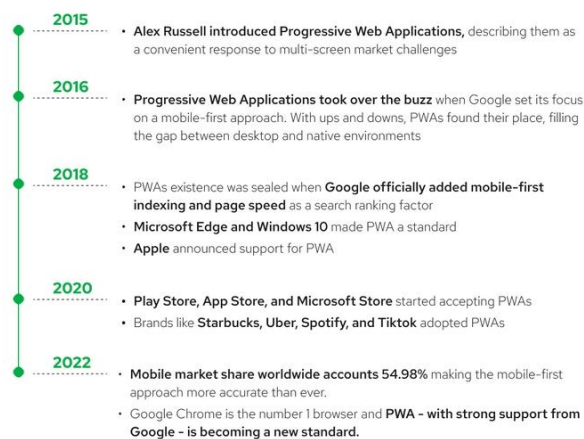 2015
• Alex Russell introduced Progressive Web Applications, describing them as
a convenient response to multi-screen market challenges
2016
• Progressive Web Applications took over the buzz when Google set its focus
on a mobile-first approach. With ups and downs, PWAs found their place, filling
the gap between desktop and native environments
2018
• PWAs existence was sealed when Google officially added mobile-first
indexing and page speed as a search ranking factor
• Microsoft Edge and Windows 10 made PWA a standard
• Apple announced support for PWA
2020
• Play Store, App Store, and Microsoft Store started accepting PWAs
• Brands like Starbucks, Uber, Spotify, and Tiktok adopted PWAs
2022
• Mobile market share worldwide accounts 54.98% making the mobile-first
approach more accurate than ever.
• Google Chrome is the number 1 browser and PWA - with strong support from
Google - is becoming a new standard.